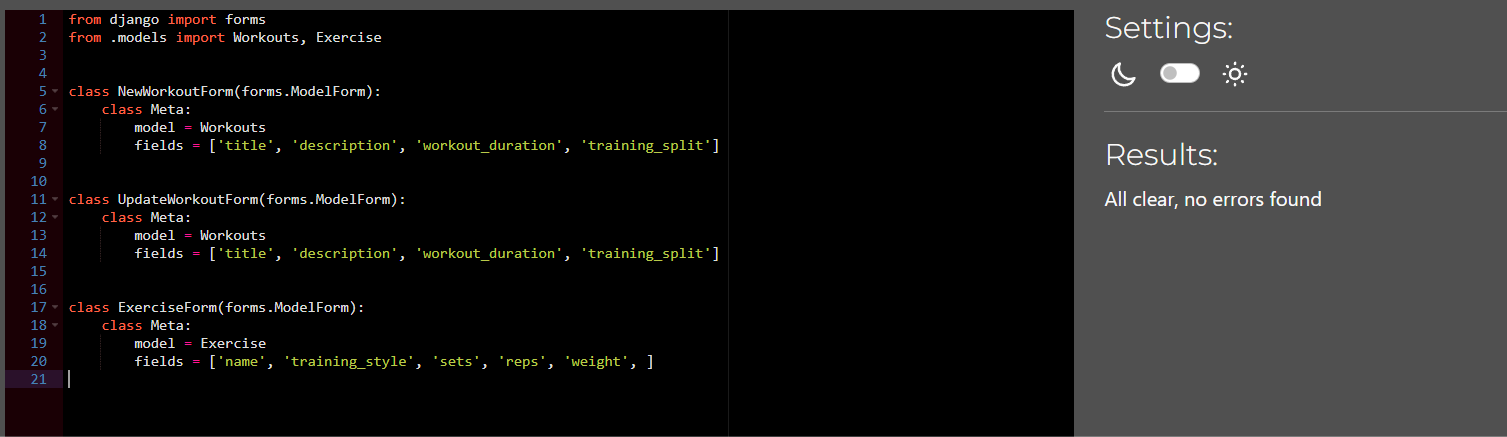 1 from django import forms
2 from .models import Workouts, Exercise
3
4
5 class NewWorkoutForm(forms.ModelForm):
6     class Meta:
7         model = Workouts
8         fields = ['title', 'description', 'workout_duration', 'training_split']
9
10
11 class UpdateWorkoutForm(forms.ModelForm):
12     class Meta:
13         model = Workouts
14         fields = ['title', 'description', 'workout_duration', 'training_split']
15
16
17 class ExerciseForm(forms.ModelForm):
18     class Meta:
19         model = Exercise
20         fields = ['name', 'training_style', 'sets', 'reps', 'weight', ]
21
Settings:
Results:
All clear, no errors found